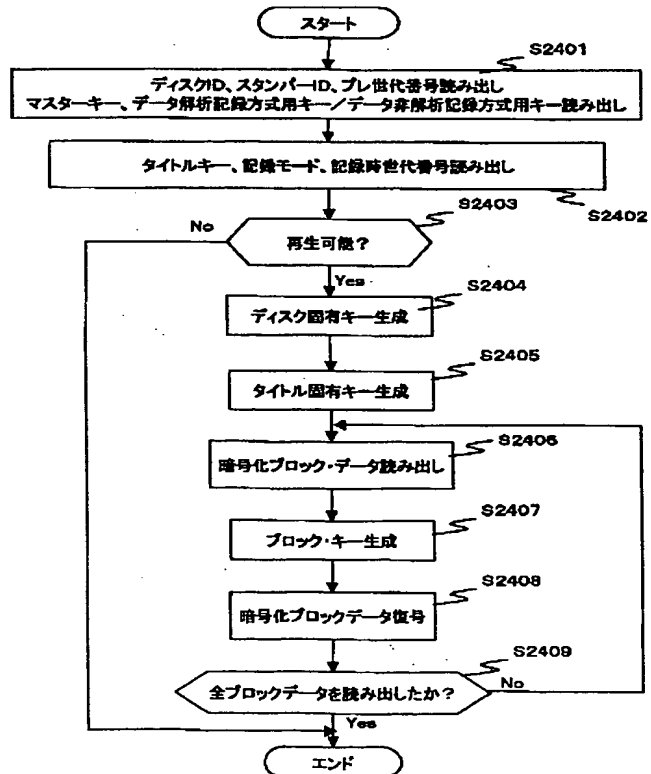 スタート
S2401
ディスクID、スタンパーID、プレ世代番号読み出し
マスターキー、データ解析記録方式用キー/データ非解析記録方式用キー読み出し
タイトルキー、記録モード、記録時世代番号読み出し
S2402
S2403
No
再生可能？
Yes
S2404
ディスク固有キー生成
S2405
タイトル固有キー生成
S2406
暗号化ブロック・データ読み出し
S2407
ブロック・キー生成
S2408
暗号化ブロックデータ復号
S2409
全ブロックデータを読み出したか？
No
Yes
エンド